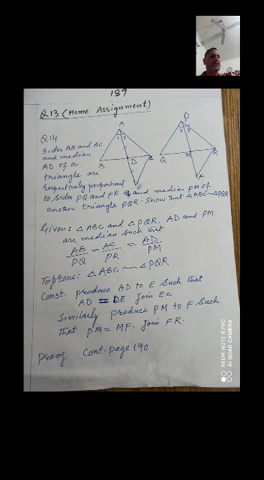 189
Q13 (Home Assignment)
Q14
Sides AB and AC
and median
AD of a
triangle are
respectively proportional
to sides PQ and PR and median PM of
another triangle PQR. Show that △ABC~△PQR
A
B
D
E
P
Q
M
R
F
Given : △ABC and △PQR. AD and PM
are median such that
AB/PQ = AC/PR = AD/PM
To prove: △ABC ~ △PQR
Const. produce AD to E such that
AD = DE Join EC
Similarly produce PM to F such
that PM = MF. Join FR.
Proof Cont. page 190
REDMI NOTE 8 PRO
AI QUAD CAMERA